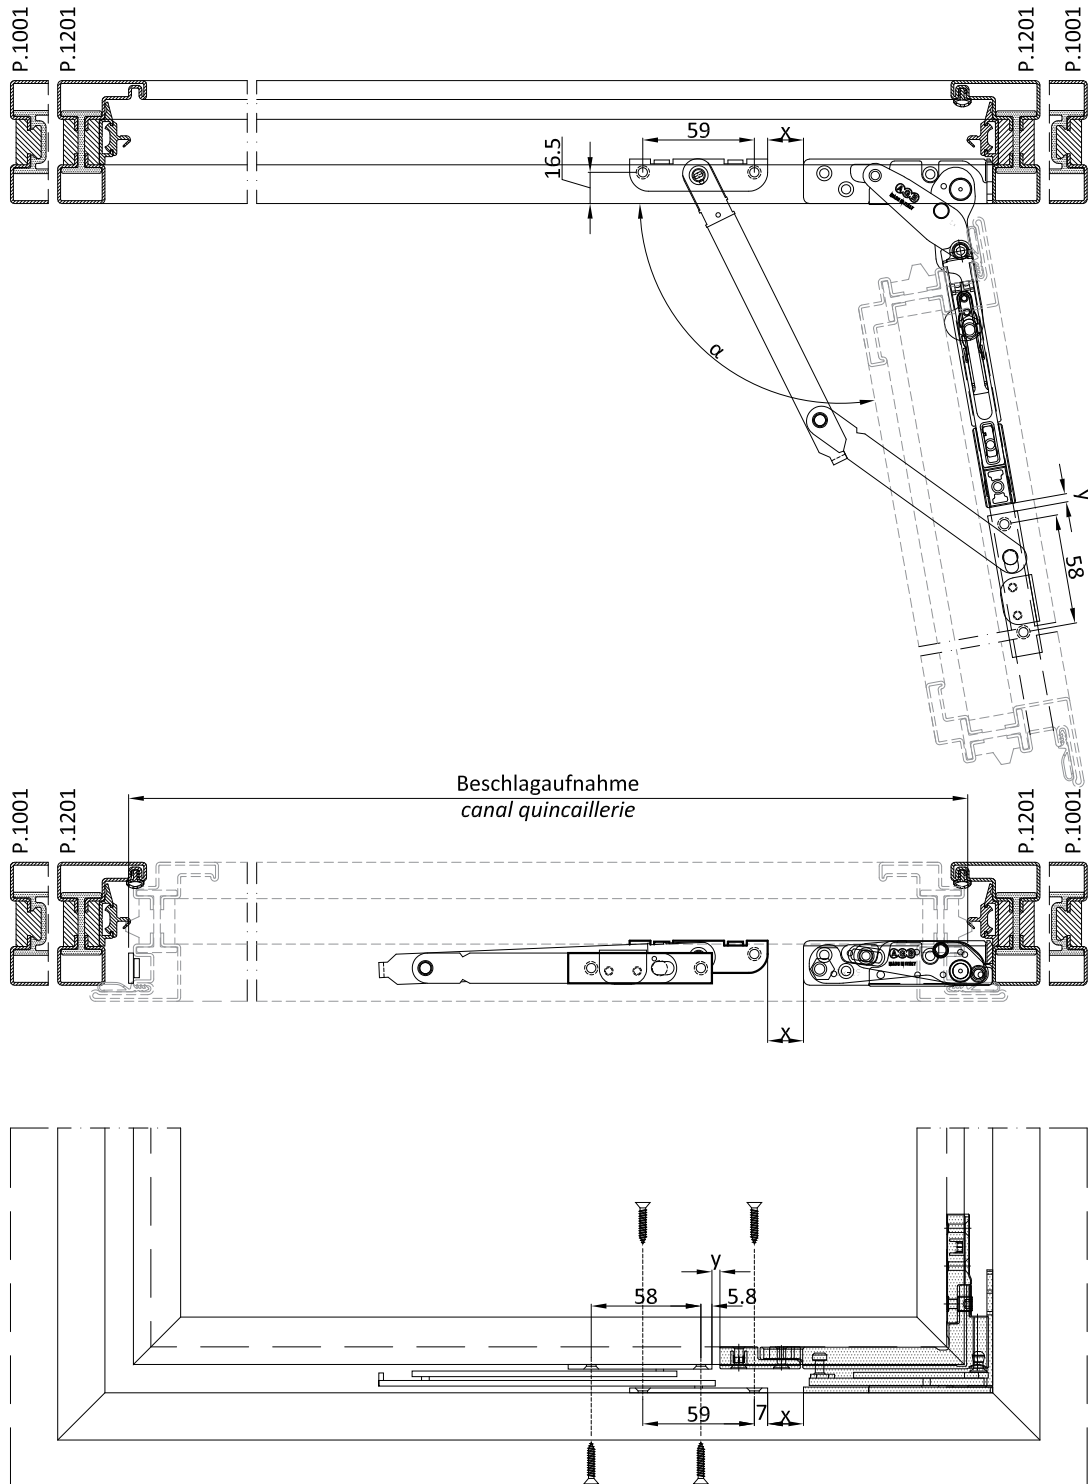 P.1001
P.1201
P.1201
P.1001
59
x
16.5
α
y
58
Beschlagaufnahme
canal quincaillerie
P.1001
P.1201
P.1201
P.1001
x
y
58
5.8
59
7
x